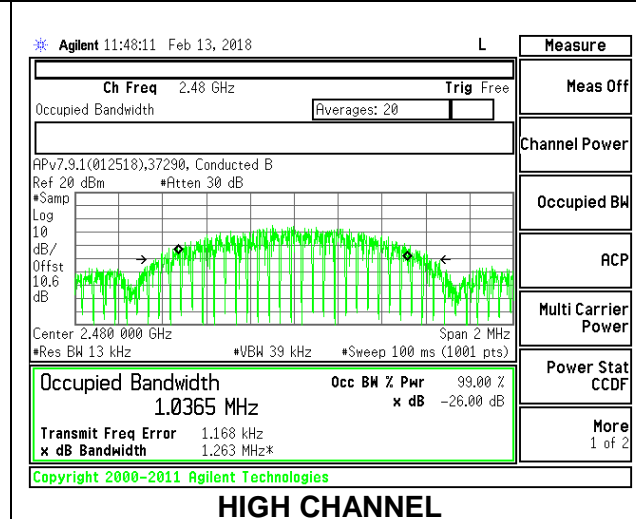 Agilent 11:48:11 Feb 13, 2018 L
Measure
Ch Freq 2.48 GHz Trig Free
Meas Off
Occupied Bandwidth Averages: 20
Channel Power
APv7.9.1(012518),37290, Conducted B
Ref 20 dBm #Atten 30 dB
#Samp
Log
10
dB/
Offst
10.6
dB
Occupied BW
ACP
Multi Carrier
Power
Center 2.480 000 GHz Span 2 MHz
#Res BW 13 kHz #VBW 39 kHz #Sweep 100 ms (1001 pts)
Occupied Bandwidth Occ BW % Pwr 99.00 %
1.0365 MHz x dB -26.00 dB
Power Stat
CCDF
Transmit Freq Error 1.168 kHz
x dB Bandwidth 1.263 MHz*
More
1 of 2
Copyright 2000-2011 Agilent Technologies
HIGH CHANNEL